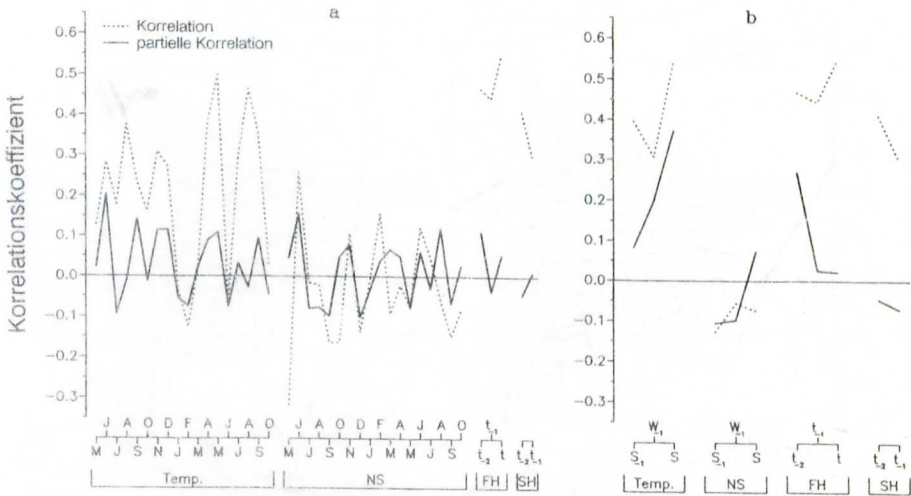 a
b
Korrelation
partielle Korrelation
Korrelationskoeffizient
0.6
0.5
0.4
0.3
0.2
0.1
0.0
−0.1
−0.2
−0.3
0.6
0.5
0.4
0.3
0.2
0.1
0.0
−0.1
−0.2
−0.3
J A O D F A J A O J A O D F A J A O t-1
M J S N J M M J S M J S N J M M J S t-2 t t-2 t-1
Temp. NS FH SH
W-1 W-1 t-1
S-1 S S-1 S t-2 t t-2 t-1
Temp. NS FH SH